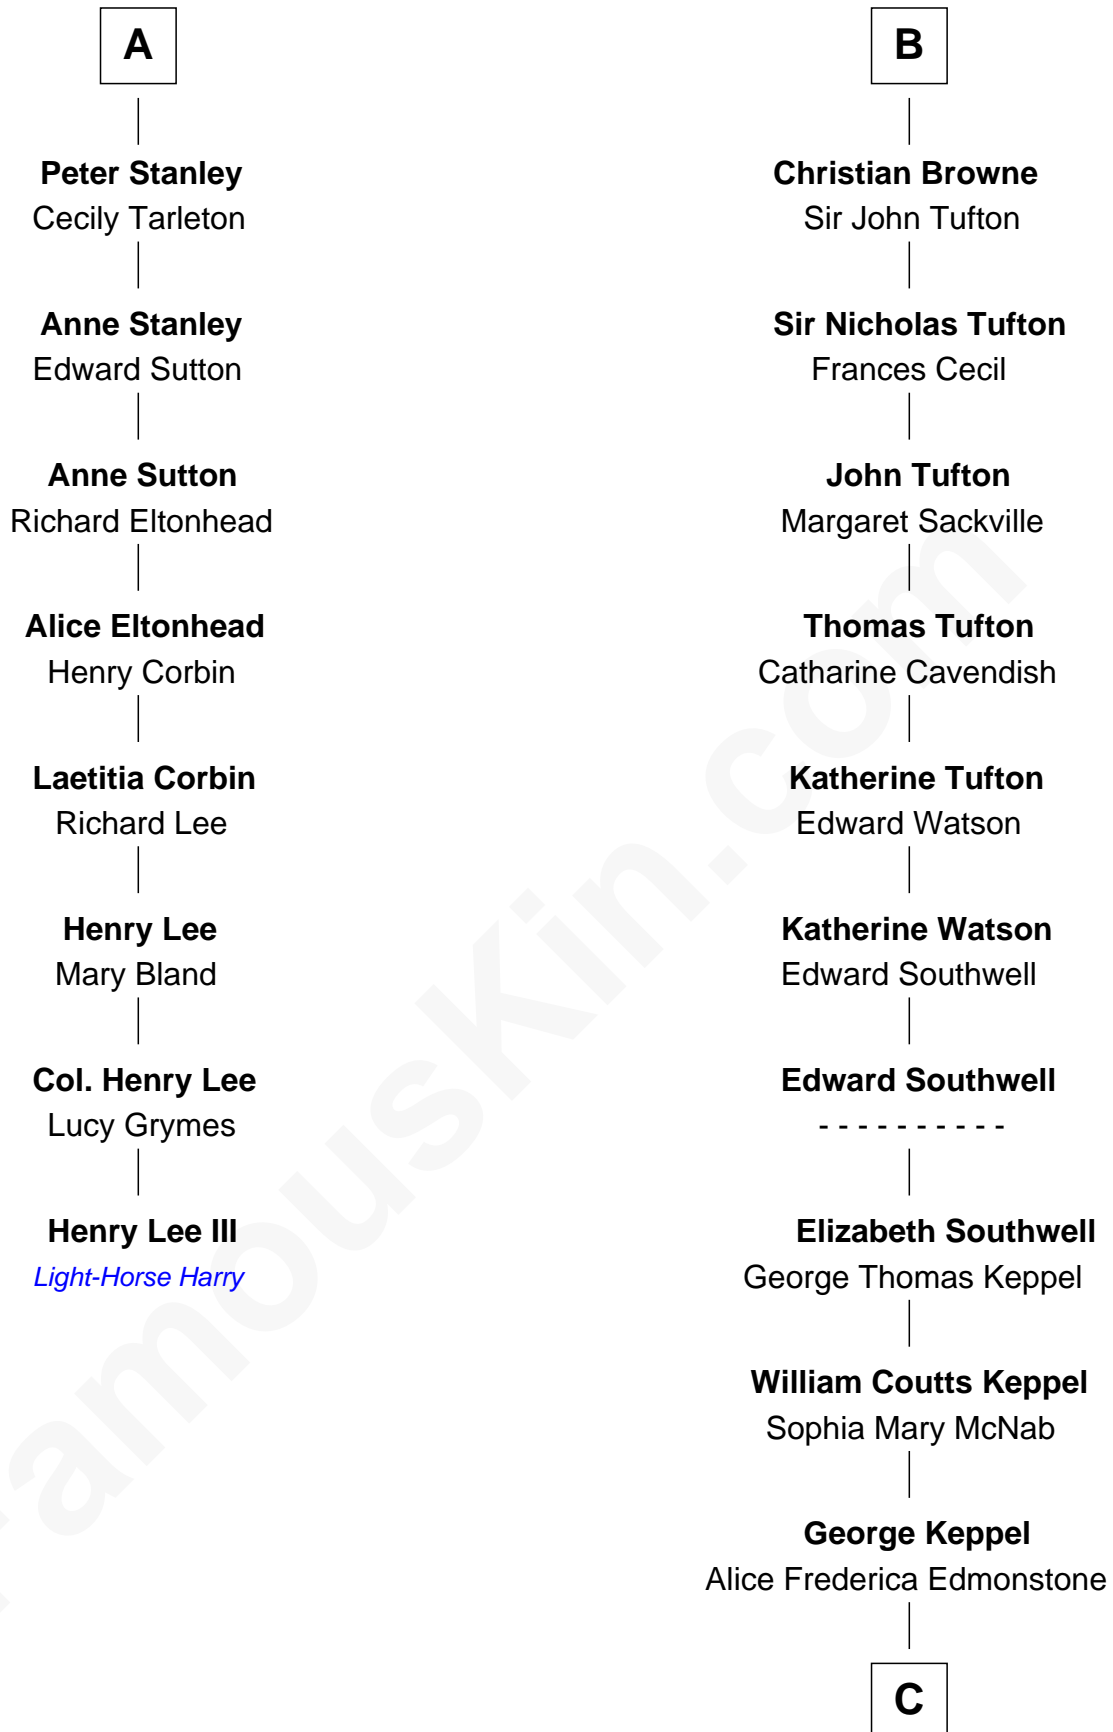 A
Peter Stanley
Cecily Tarleton
Anne Stanley
Edward Sutton
Anne Sutton
Richard Eltonhead
Alice Eltonhead
Henry Corbin
Laetitia Corbin
Richard Lee
Henry Lee
Mary Bland
Col. Henry Lee
Lucy Grymes
Henry Lee III
Light-Horse Harry
B
Christian Browne
Sir John Tufton
Sir Nicholas Tufton
Frances Cecil
John Tufton
Margaret Sackville
Thomas Tufton
Catharine Cavendish
Katherine Tufton
Edward Watson
Katherine Watson
Edward Southwell
Edward Southwell
- - - - - - - - - -
Elizabeth Southwell
George Thomas Keppel
William Coutts Keppel
Sophia Mary McNab
George Keppel
Alice Frederica Edmonstone
C
FamousKin.com